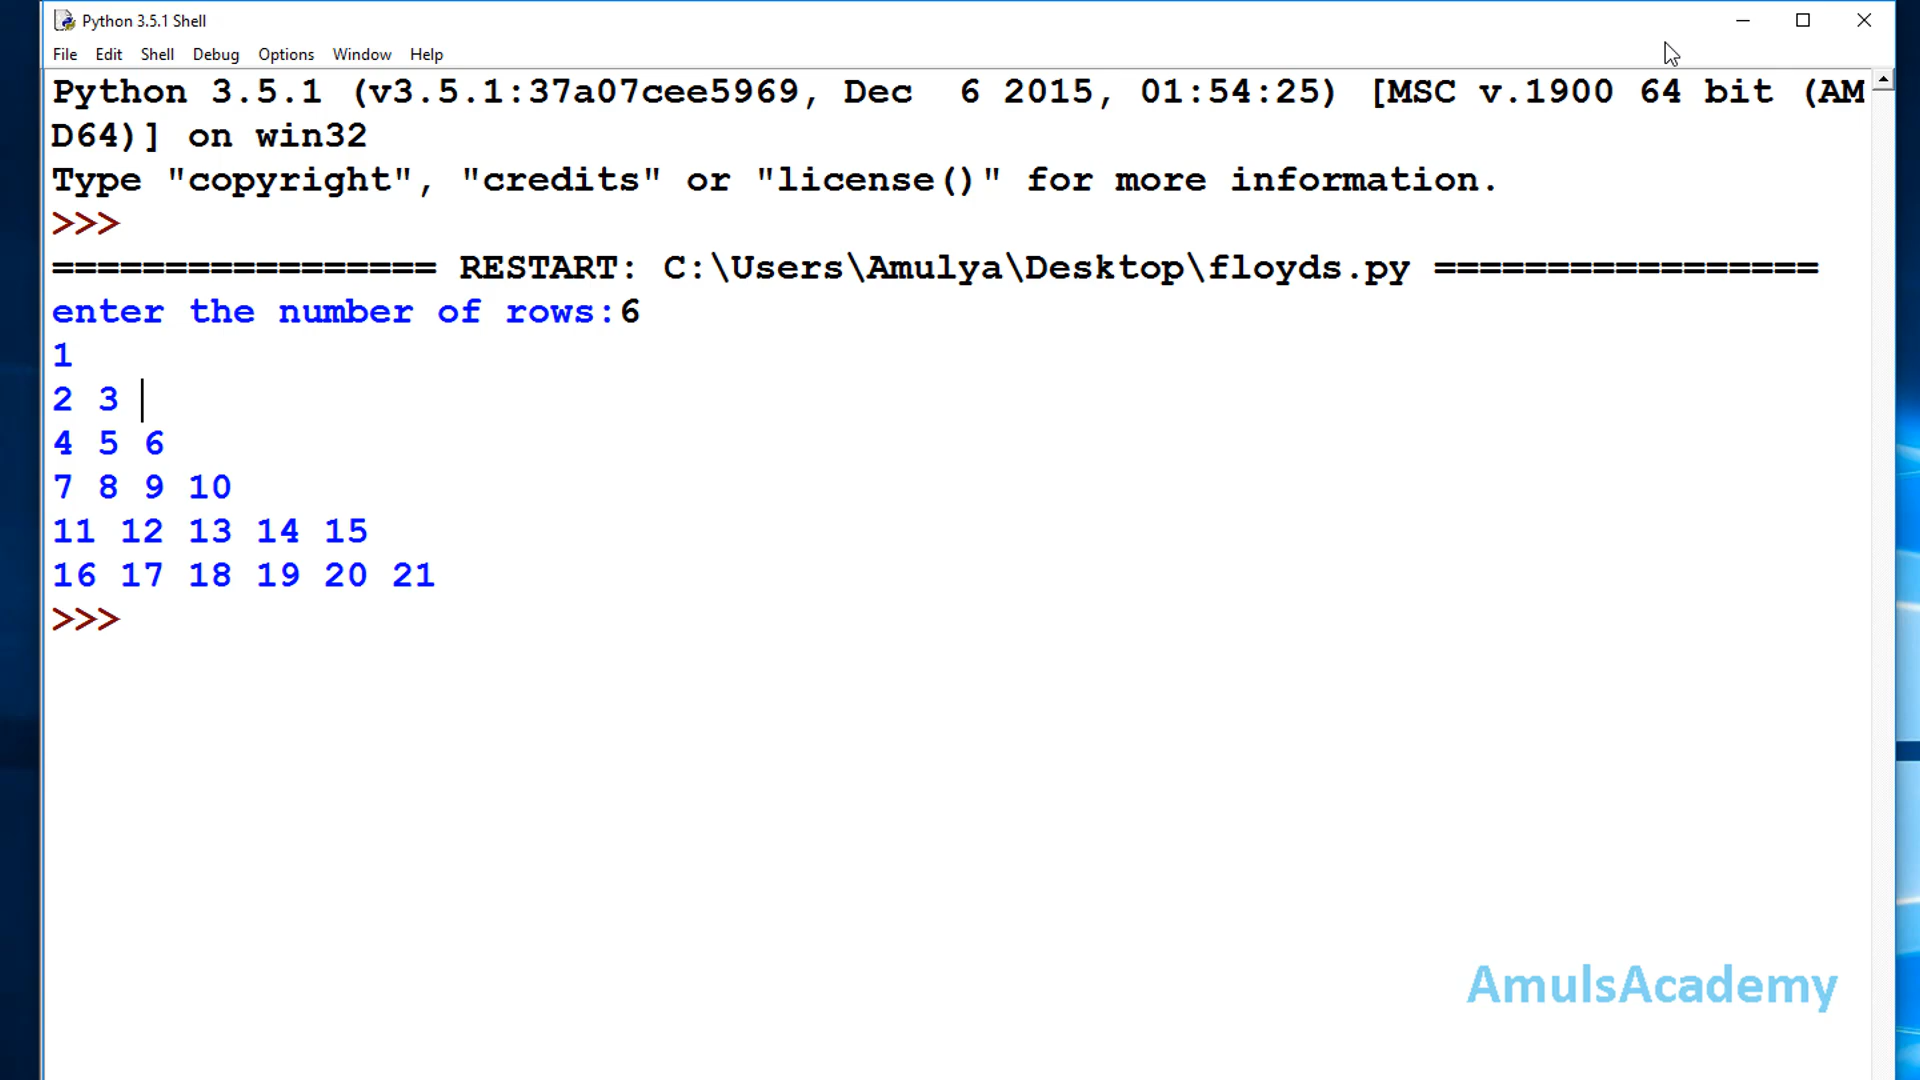 Python 3.5.1 Shell
File Edit Shell Debug Options Window Help
Python 3.5.1 (v3.5.1:37a07cee5969, Dec  6 2015, 01:54:25) [MSC v.1900 64 bit (AM
D64)] on win32
Type "copyright", "credits" or "license()" for more information.
>>>
================= RESTART: C:\Users\Amulya\Desktop\floyds.py =================
enter the number of rows:6
1
2 3
4 5 6
7 8 9 10
11 12 13 14 15
16 17 18 19 20 21
>>>
AmulsAcademy